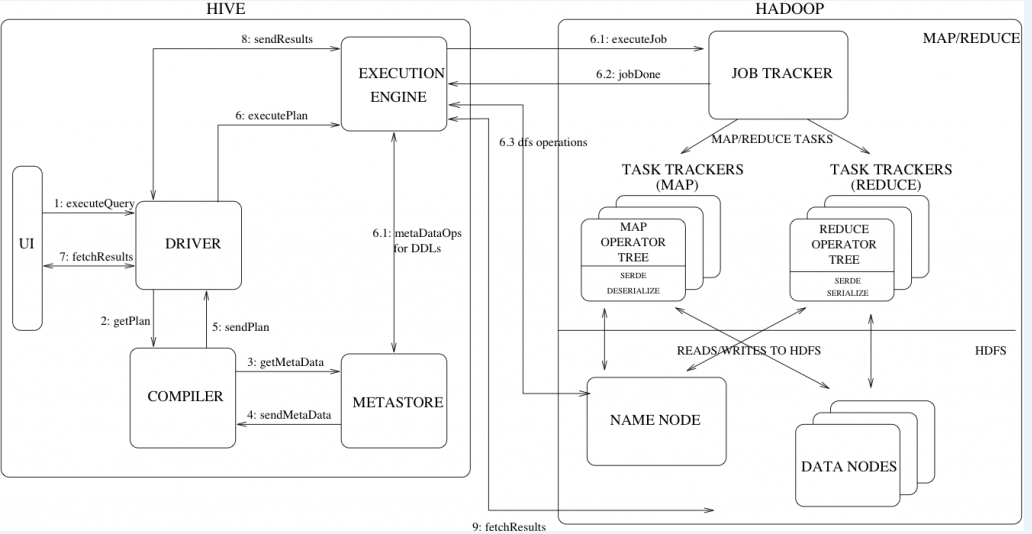 HIVE
HADOOP
MAP/REDUCE
8: sendResults
EXECUTION
ENGINE
6.1: executeJob
6.2: jobDone
JOB TRACKER
6: executePlan
6.3 dfs operations
MAP/REDUCE TASKS
TASK TRACKERS
(MAP)
TASK TRACKERS
(REDUCE)
UI
1: executeQuery
7: fetchResults
DRIVER
6.1: metaDataOps
for DDLs
MAP
OPERATOR
TREE
SERDE
DESERIALIZE
REDUCE
OPERATOR
TREE
SERDE
SERIALIZE
2: getPlan
5: sendPlan
READS/WRITES TO HDFS
HDFS
COMPILER
3: getMetaData
4: sendMetaData
METASTORE
NAME NODE
DATA NODES
9: fetchResults